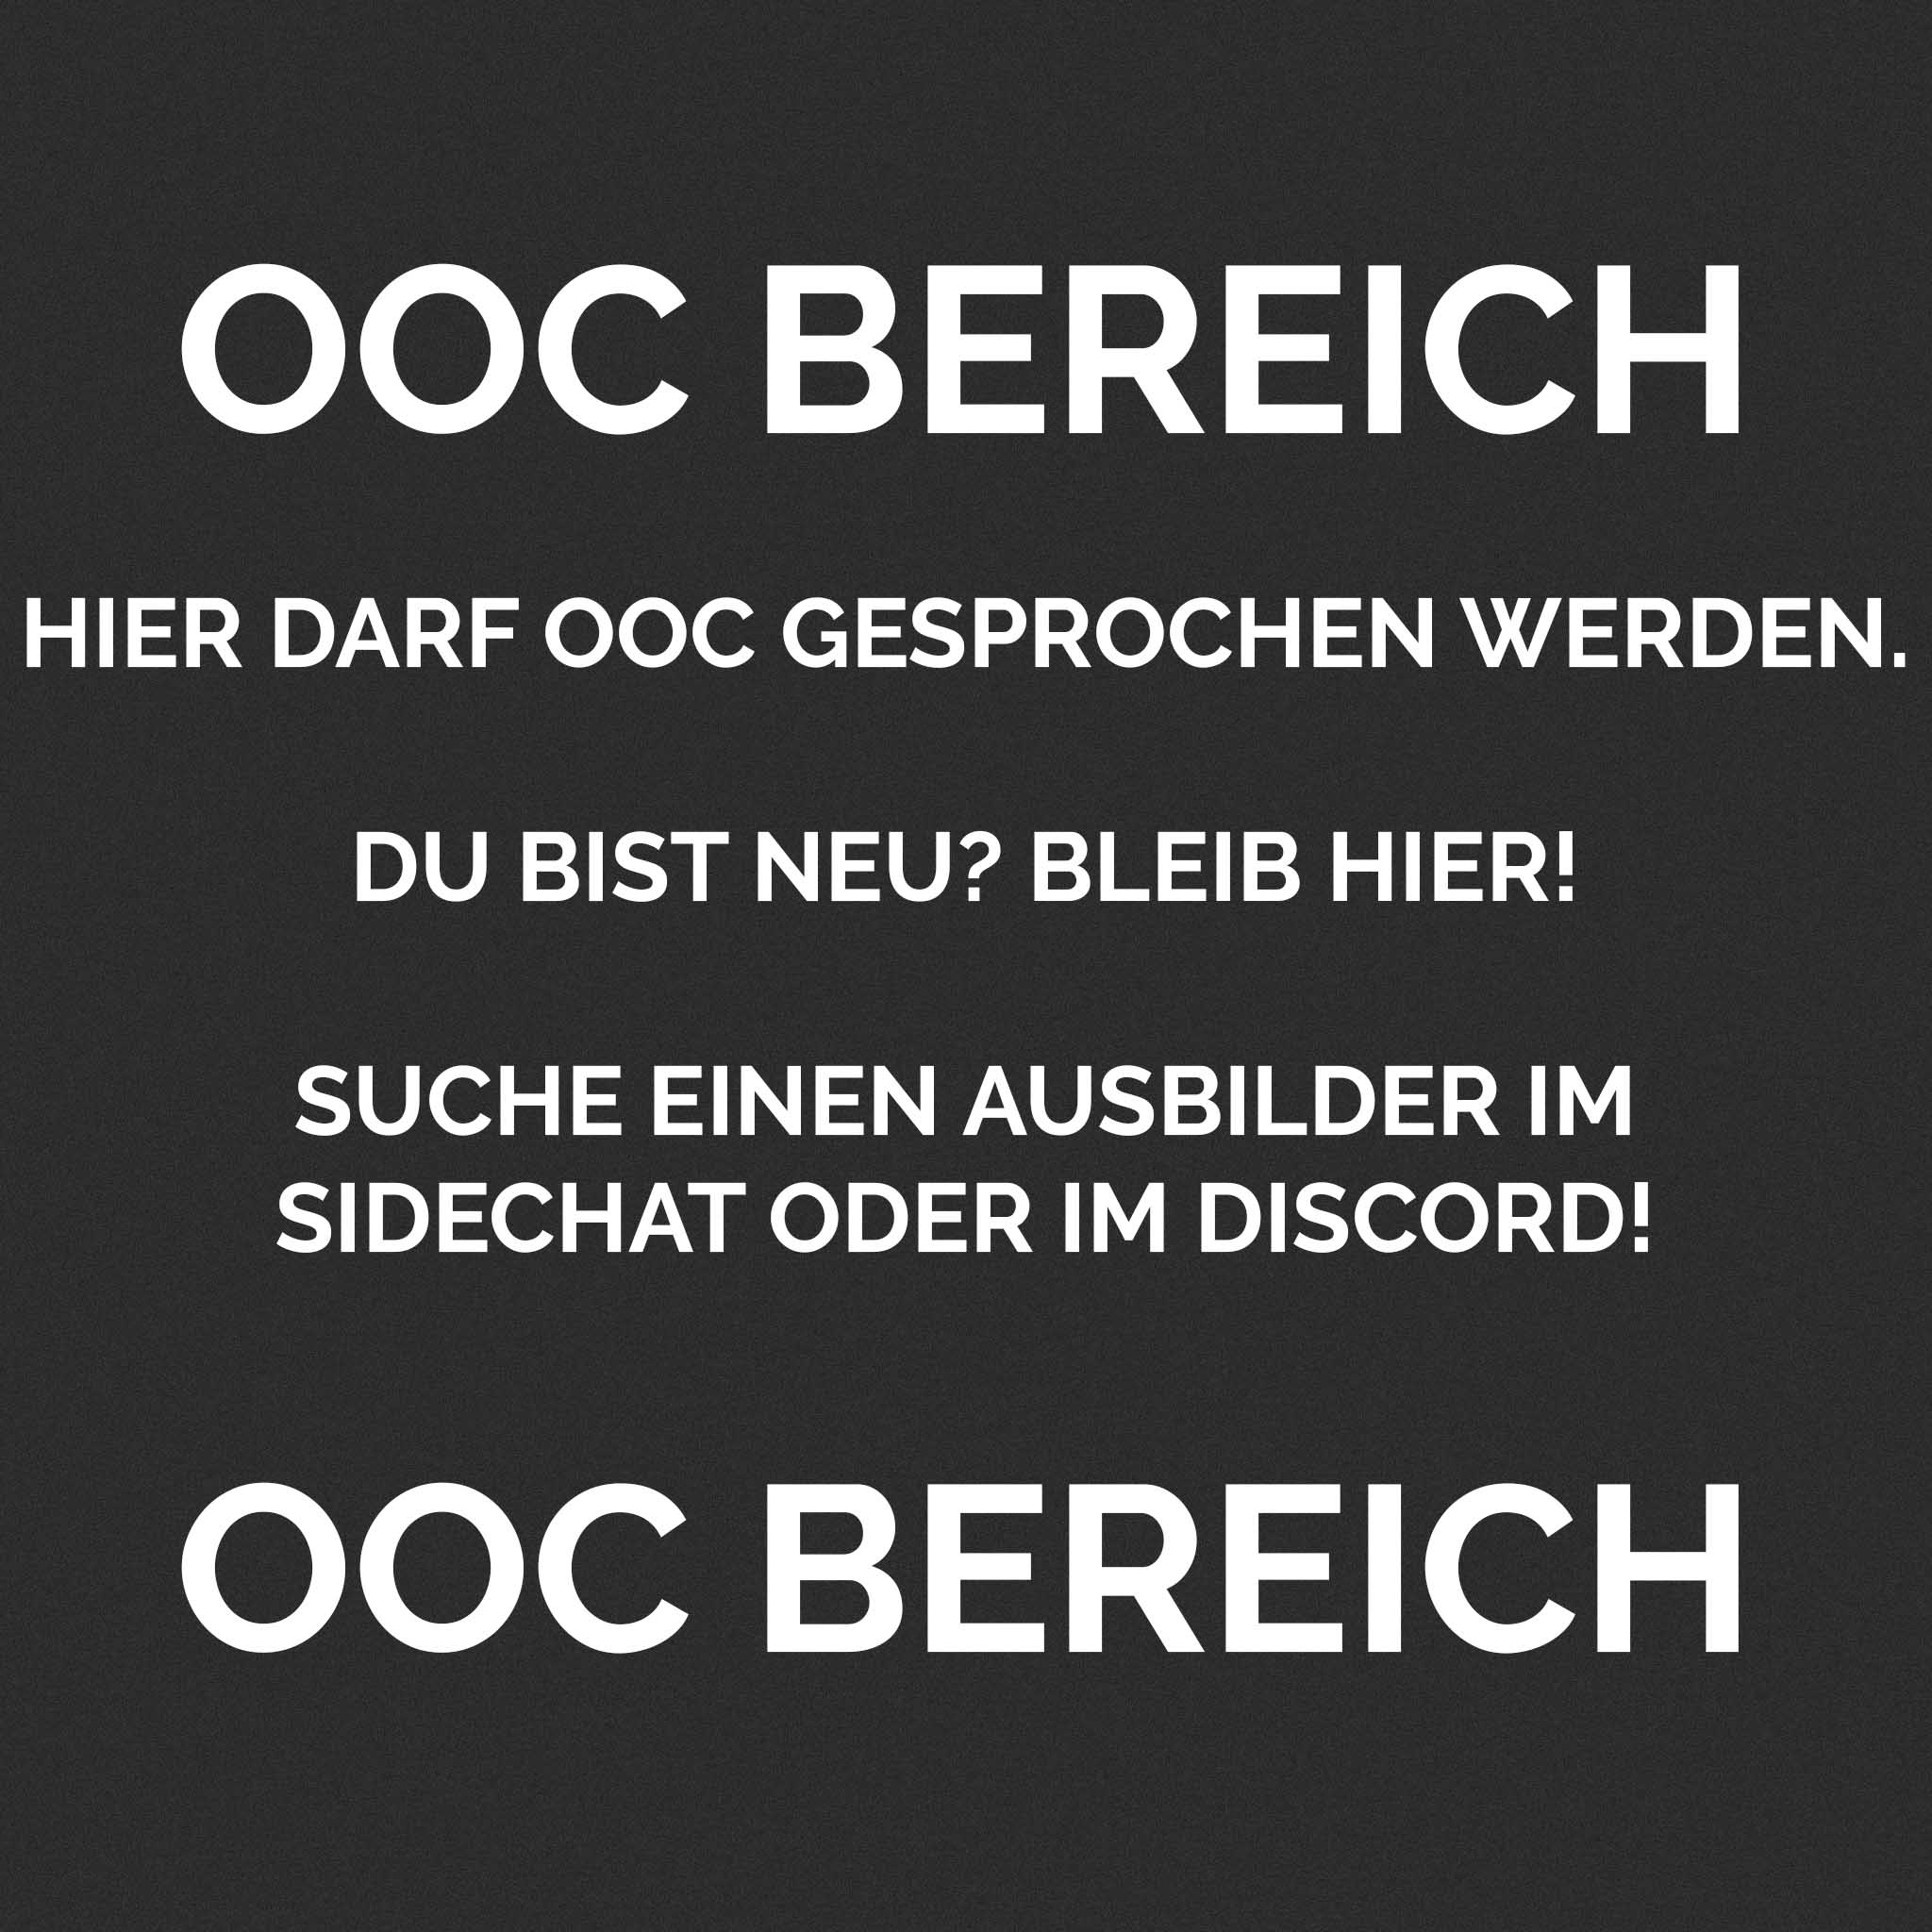 OOC BEREICH
HIER DARF OOC GESPROCHEN WERDEN.
DU BIST NEU? BLEIB HIER!
SUCHE EINEN AUSBILDER IM
SIDECHAT ODER IM DISCORD!
OOC BEREICH